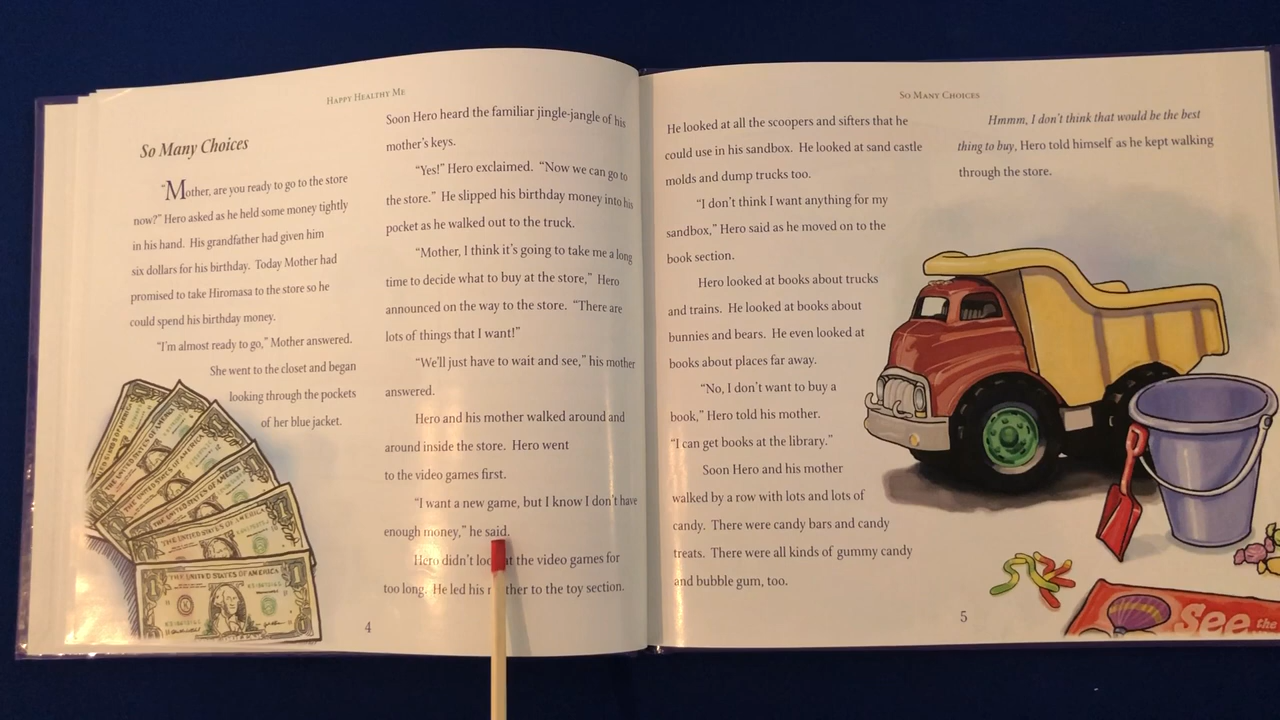 Happy Healthy Me
So Many Choices
"Mother, are you ready to go to the store
now?" Hero asked as he held some money tightly
in his hand. His grandfather had given him
six dollars for his birthday. Today Mother had
promised to take Hiromasa to the store so he
could spend his birthday money.
"I'm almost ready to go," Mother answered.
She went to the closet and began
looking through the pockets
of her blue jacket.
THE UNITED STATES OF AMERICA
4
Soon Hero heard the familiar jingle-jangle of his
mother's keys.
"Yes!" Hero exclaimed. "Now we can go to
the store." He slipped his birthday money into his
pocket as he walked out to the truck.
"Mother, I think it's going to take me a long
time to decide what to buy at the store," Hero
announced on the way to the store. "There are
lots of things that I want!"
"We'll just have to wait and see," his mother
answered.
Hero and his mother walked around and
around inside the store. Hero went
to the video games first.
"I want a new game, but I know I don't have
enough money," he said.
Hero didn't at the video games for
too long. He led his to the toy section.
So Many Choices
He looked at all the scoopers and sifters that he
could use in his sandbox. He looked at sand castle
molds and dump trucks too.
"I don't think I want anything for my
sandbox," Hero said as he moved on to the
book section.
Hero looked at books about trucks
and trains. He looked at books about
bunnies and bears. He even looked at
books about places far away.
"No, I don't want to buy a
book," Hero told his mother.
"I can get books at the library."
Soon Hero and his mother
walked by a row with lots and lots of
candy. There were candy bars and candy
treats. There were all kinds of gummy candy
and bubble gum, too.
Hmmm, I don't think that would be the best
thing to buy, Hero told himself as he kept walking
through the store.
See the
5